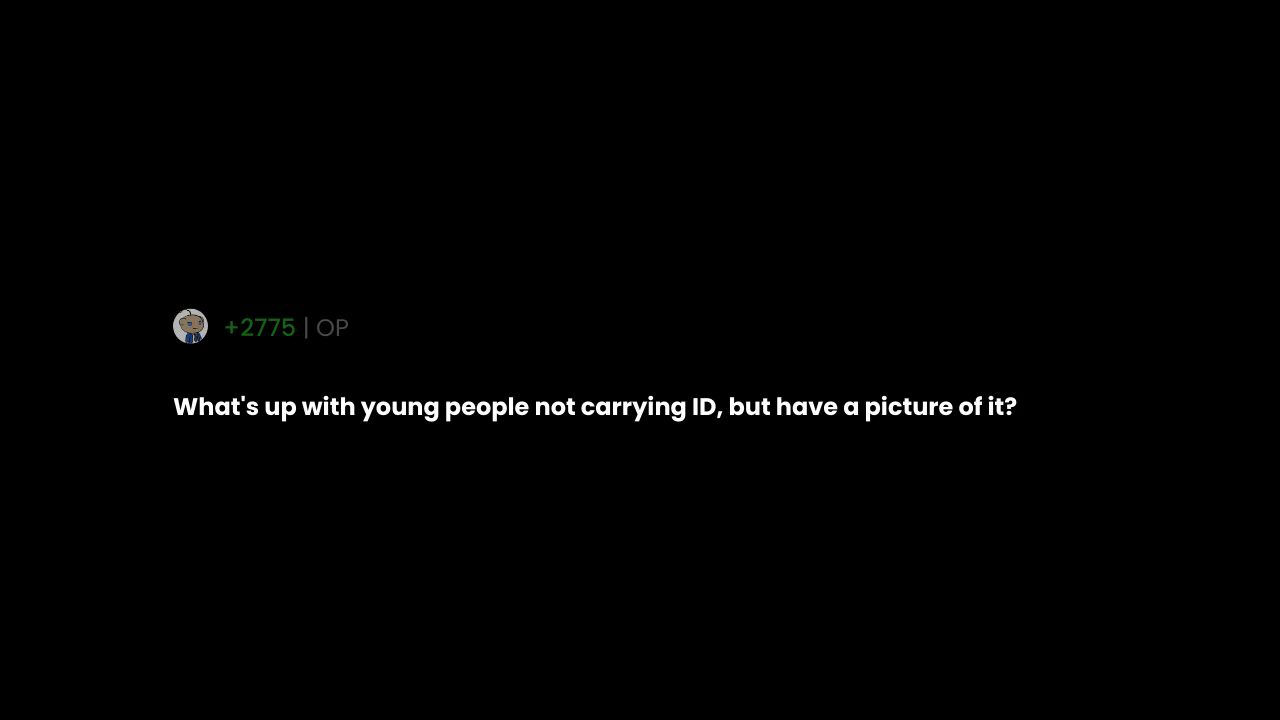 +2775 | OP
What's up with young people not carrying ID, but have a picture of it?